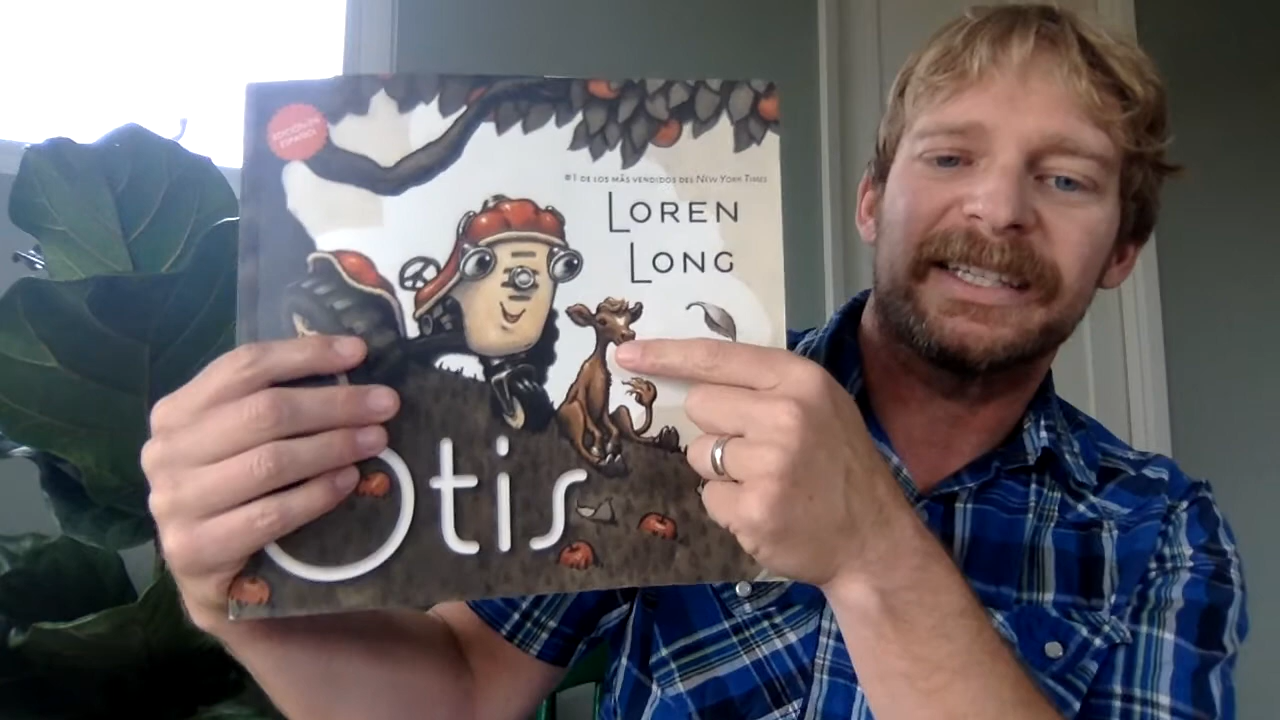 EDICIÓN EN
ESPAÑOL
#1 DE LOS MÁS VENDIDOS DEL NEW YORK TIMES
LOREN
LONG
Otis